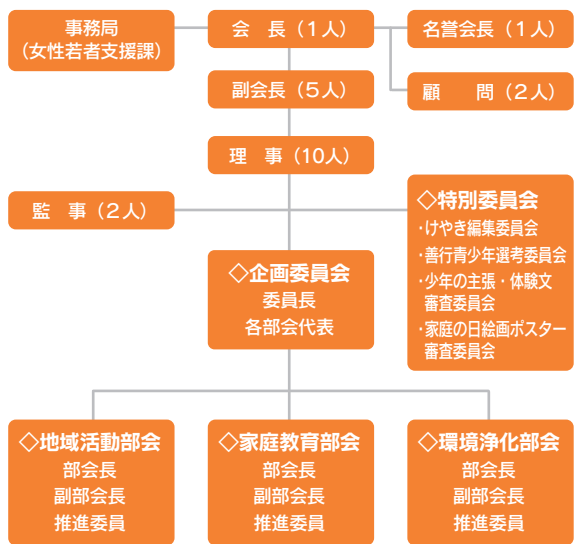 事務局
(女性若者支援課)
会　長（1人）
名誉会長（1人）
副会長（5人）
顧　　問（2人）
理　事（10人）
監　事（2人）
◇特別委員会
・けやき編集委員会
・善行青少年選考委員会
・少年の主張・体験文
審査委員会
・家庭の日絵画ポスター
審査委員会
◇企画委員会
委員長
各部会代表
◇地域活動部会
部会長
副部会長
推進委員
◇家庭教育部会
部会長
副部会長
推進委員
◇環境浄化部会
部会長
副部会長
推進委員